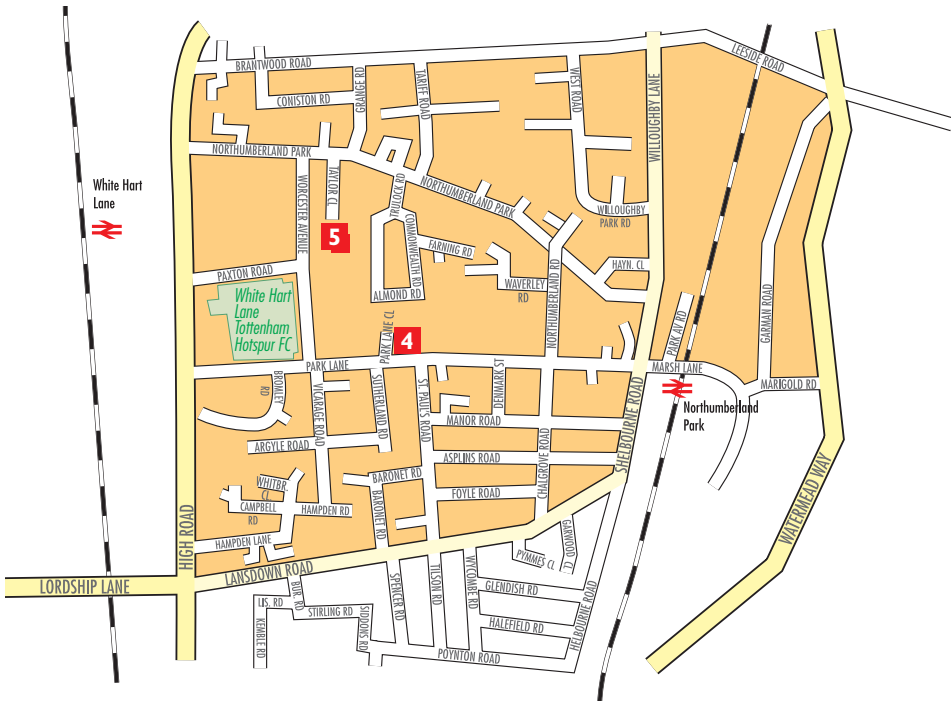 BRANTWOOD ROAD
LEESIDE ROAD
CONISTON RD
GRANGE RD
TARIFF ROAD
WEST ROAD
WILLOUGHBY LANE
NORTHUMBERLAND PARK
White Hart
Lane
WORCESTER AVENUE
TAYLOR CL
TRULOCK RD
NORTHUMBERLAND PARK
WILLOUGHBY
PARK RD
5
COMMONWEALTH RD
FARNING RD
HAYN. CL
PAXTON ROAD
ALMOND RD
WAVERLEY
RD
NORTHUMBERLAND RD
GARMAN ROAD
White Hart
Lane
Tottenham
Hotspur FC
PARK LANE CL
4
PARK AV RD
PARK LANE
MARSH LANE
MARIGOLD RD
BROMLEY
RD
VICARAGE ROAD
SUTHERLAND RD
ST. PAUL'S ROAD
DENMARK ST
Northumberland
Park
MANOR ROAD
SHELBOURNE ROAD
ARGYLE ROAD
ASPLINS ROAD
CHALGROVE ROAD
WHITBR.
CL
BARONET RD
BARONET RD
FOYLE ROAD
CAMPBELL
RD
HAMPDEN RD
WATERMEAD WAY
HIGH ROAD
HAMPDEN LANE
GARWOOD CL
PYMMES CL
LANSDOWN ROAD
LORDSHIP LANE
BUR. RD
SPENCER RD
TILSON RD
WYCOMBE RD
GLENDISH RD
LIS. RD
STIRLING RD
SIDDONS RD
KEMBLE RD
HALEFIELD RD
HELBOURNE ROAD
POYNTON ROAD